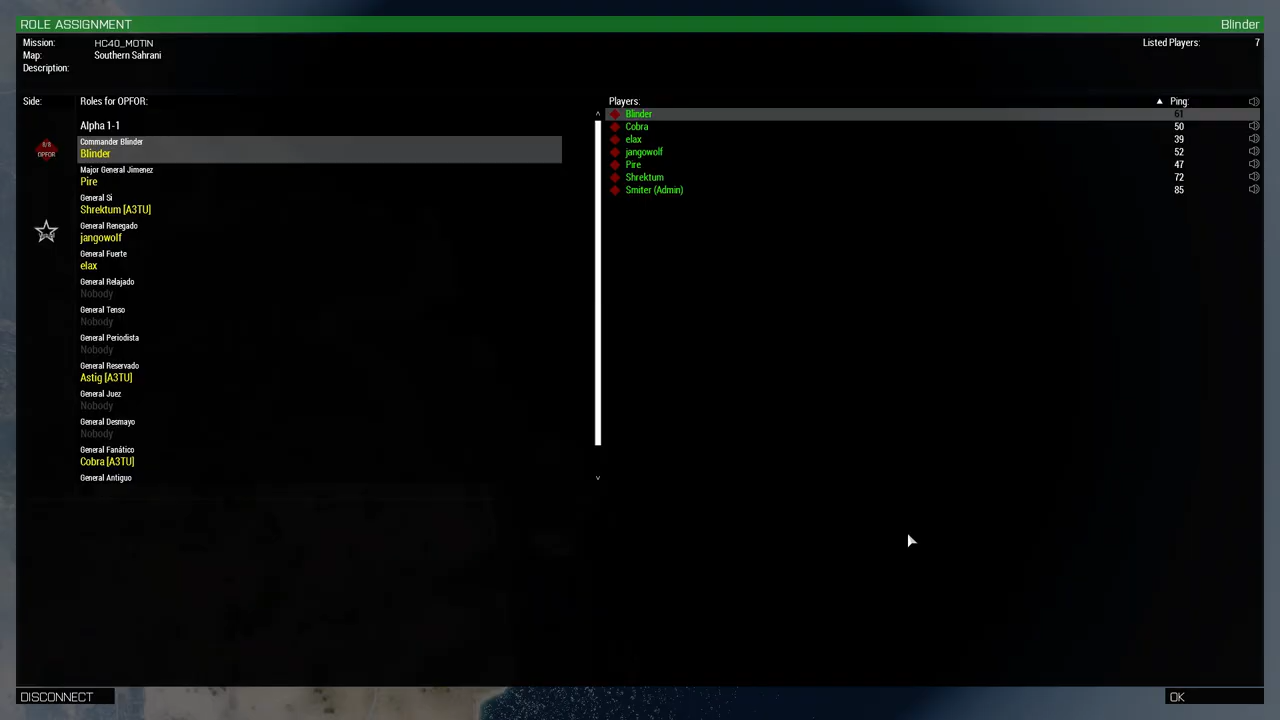 ROLE ASSIGNMENT Blinder
Mission: HC40_MOTIN Listed Players: 7
Map: Southern Sahrani
Description:
Side: Roles for OPFOR:
Alpha 1-1
Commander Blinder
Blinder
8/8
OPFOR
Major General Jimenez
Pire
General Si
Shrektum [A3TU]
General Renegado
jangowolf
General Fuerte
elax
General Relajado
Nobody
General Tenso
Nobody
General Periodista
Nobody
General Reservado
Astig [A3TU]
General Juez
Nobody
General Desmayo
Nobody
General Fanático
Cobra [A3TU]
General Antiguo
Players: Ping:
Blinder 61
Cobra 50
elax 39
jangowolf 52
Pire 47
Shrektum 72
Smiter (Admin) 85
DISCONNECT OK